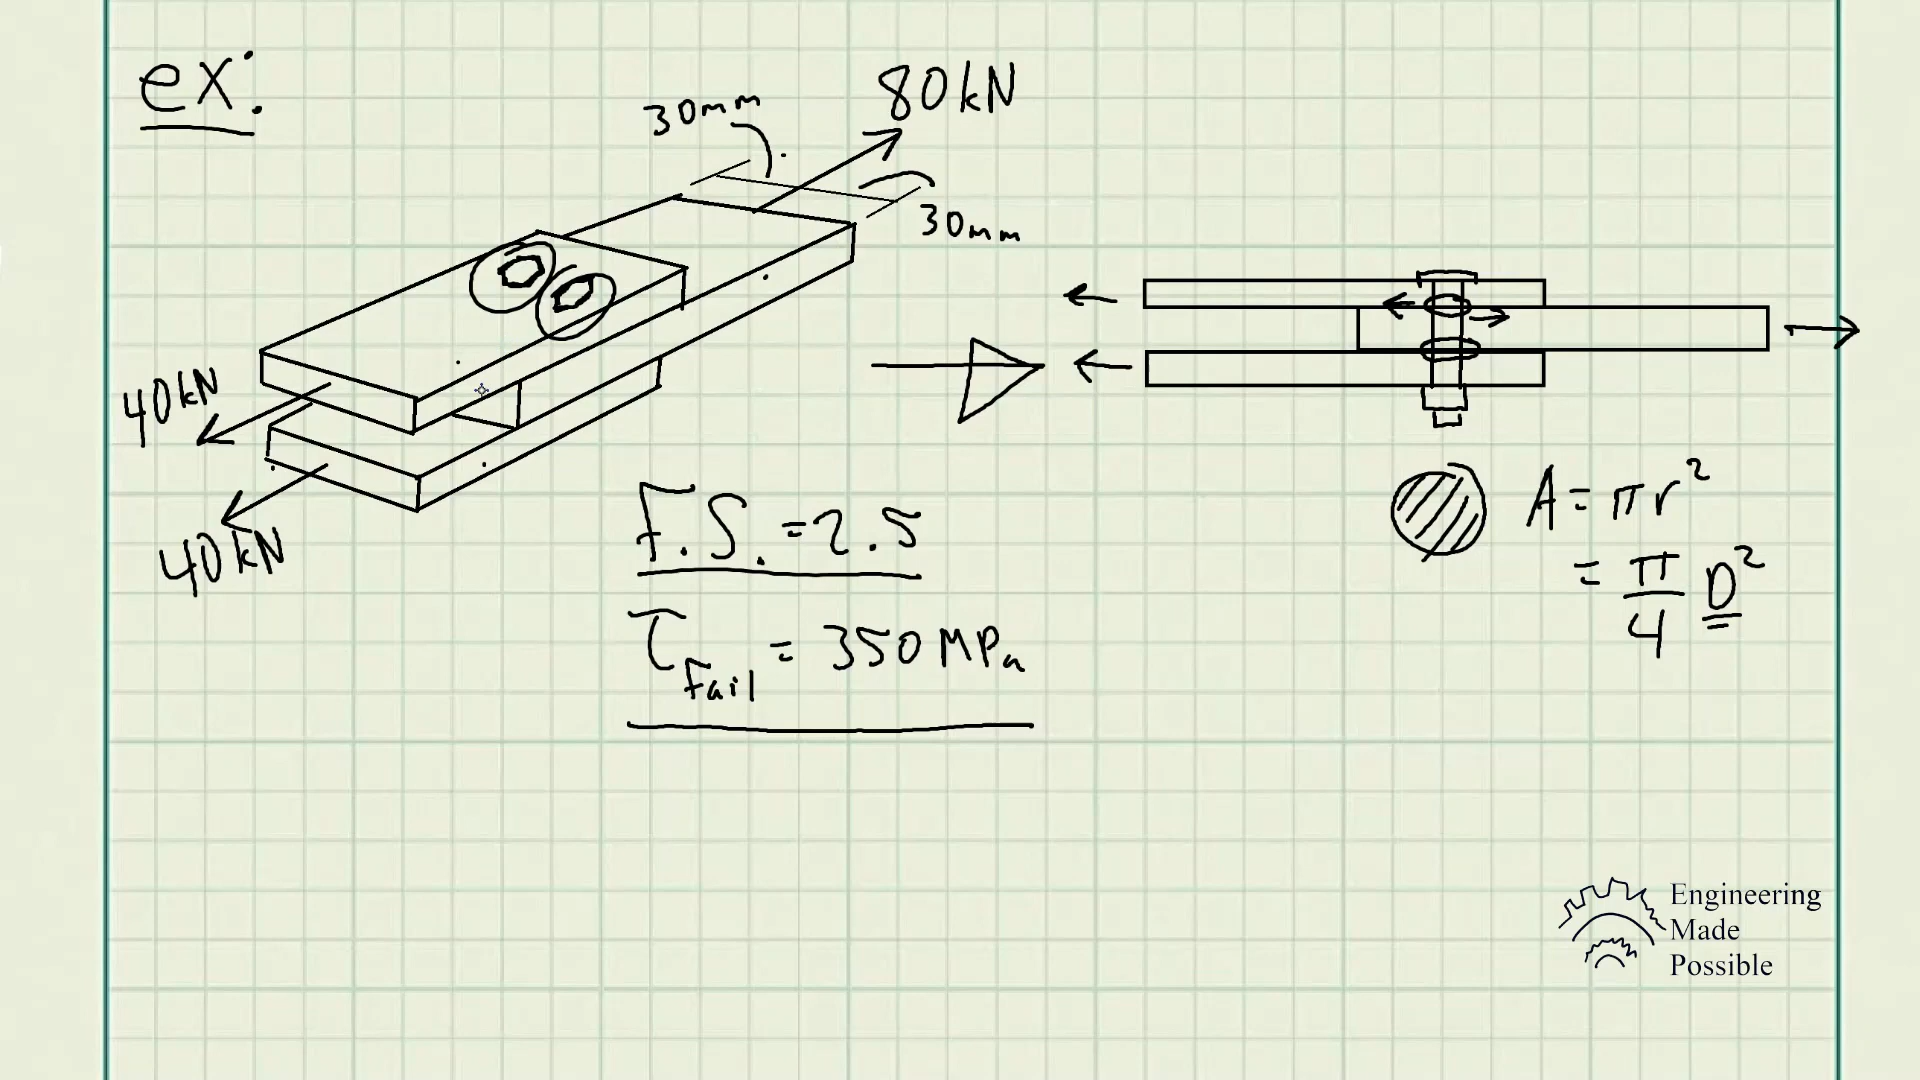 ex:
30mm
80kN
30mm
40kN
40kN
F.S. = 2.5
τFail = 350 MPa
A = πr²
= π/4 D²
Engineering
Made
Possible